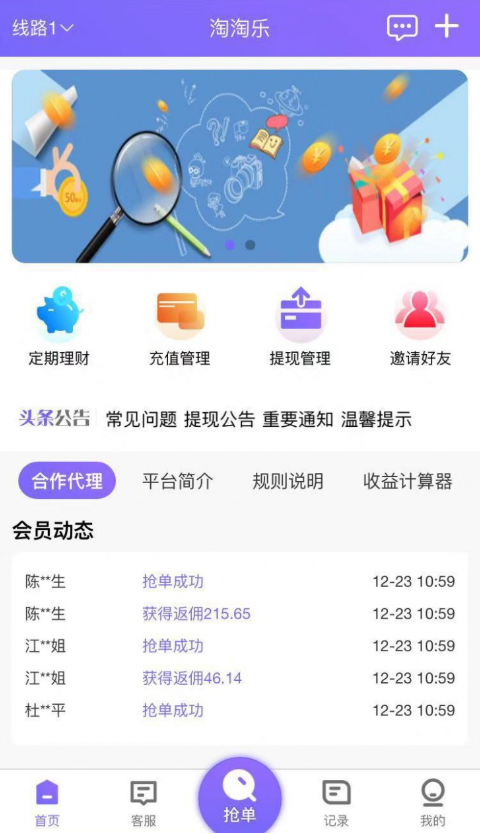 线路1 淘淘乐
定期理财 充值管理 提现管理 邀请好友
头条公告 常见问题 提现公告 重要通知 温馨提示
合作代理 平台简介 规则说明 收益计算器
会员动态
陈**生 抢单成功 12-23 10:59
陈**生 获得返佣215.65 12-23 10:59
江**姐 抢单成功 12-23 10:59
江**姐 获得返佣46.14 12-23 10:59
杜**平 抢单成功 12-23 10:59
首页 客服 抢单 记录 我的